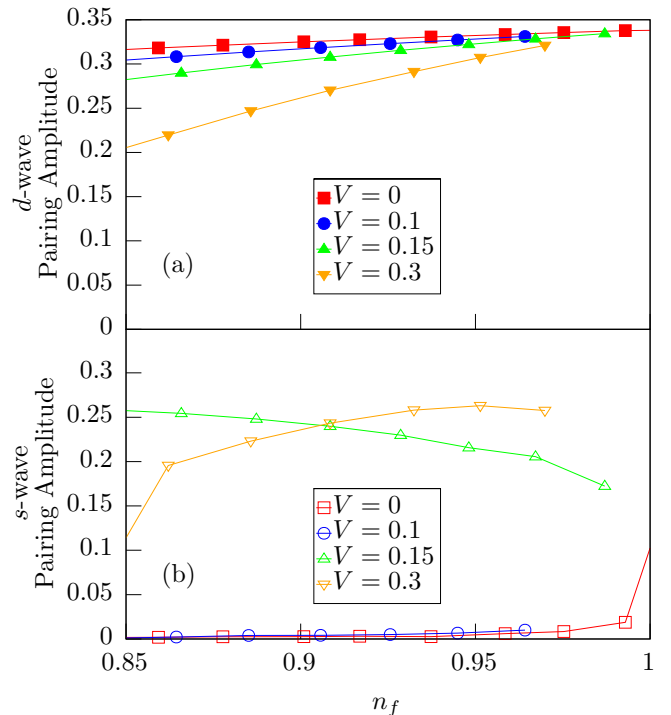 0.35
0.3
0.25
0.2
0.15
0.1
0.05
0
d-wave
Pairing Amplitude
V = 0
V = 0.1
V = 0.15
V = 0.3
(a)
0.3
0.25
0.2
0.15
0.1
0.05
0
s-wave
Pairing Amplitude
V = 0
V = 0.1
V = 0.15
V = 0.3
(b)
0.85 0.9 0.95 1
n_f